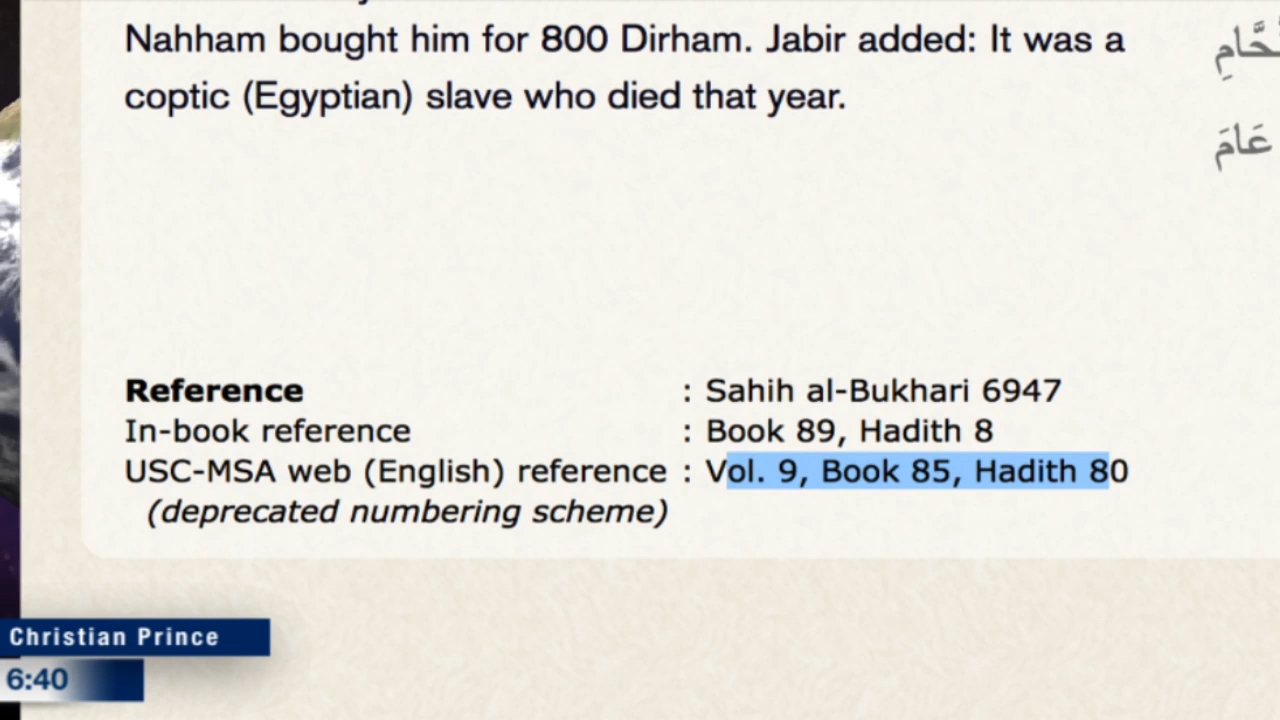 Nahham bought him for 800 Dirham. Jabir added: It was a
coptic (Egyptian) slave who died that year.
عَامَ
Reference : Sahih al-Bukhari 6947
In-book reference : Book 89, Hadith 8
USC-MSA web (English) reference : Vol. 9, Book 85, Hadith 80
(deprecated numbering scheme)
Christian Prince
6:40